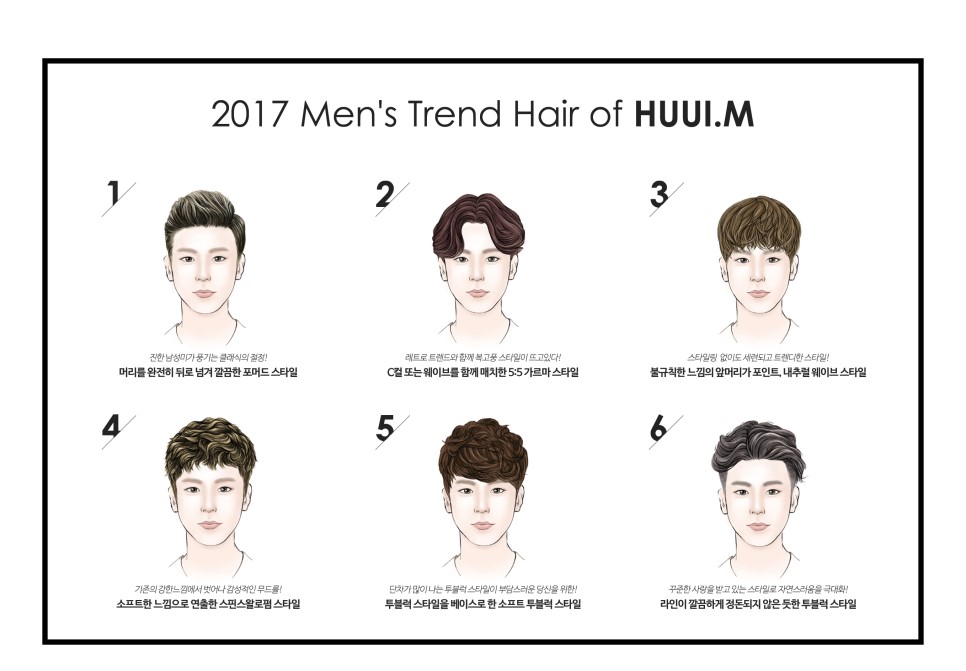 2017 Men's Trend Hair of HUUI.M
1
2
3
진한 남성미가 풍기는 클래식의 절정!
머리를 완전히 뒤로 넘겨 깔끔한 포머드 스타일
레트로 트렌드와 함께 복고풍 스타일이 뜨고있다!
C컬 또는 웨이브를 함께 매치한 5:5 가르마 스타일
스타일링 없이도 세련되고 트렌디한 스타일!
불규칙한 느낌의 앞머리가 포인트, 내추럴 웨이브 스타일
4
5
6
기존의 강한느낌에서 벗어나 감성적인 무드를!
소프트한 느낌으로 연출한 스핀스왈로펌 스타일
단차가 많이 나는 투블럭 스타일이 부담스러운 당신을 위한!
투블럭 스타일을 베이스로 한 소프트 투블럭 스타일
꾸준한 사랑을 받고 있는 스타일로 자연스러움을 극대화!
라인이 깔끔하게 정돈되지 않은 듯한 투블럭 스타일